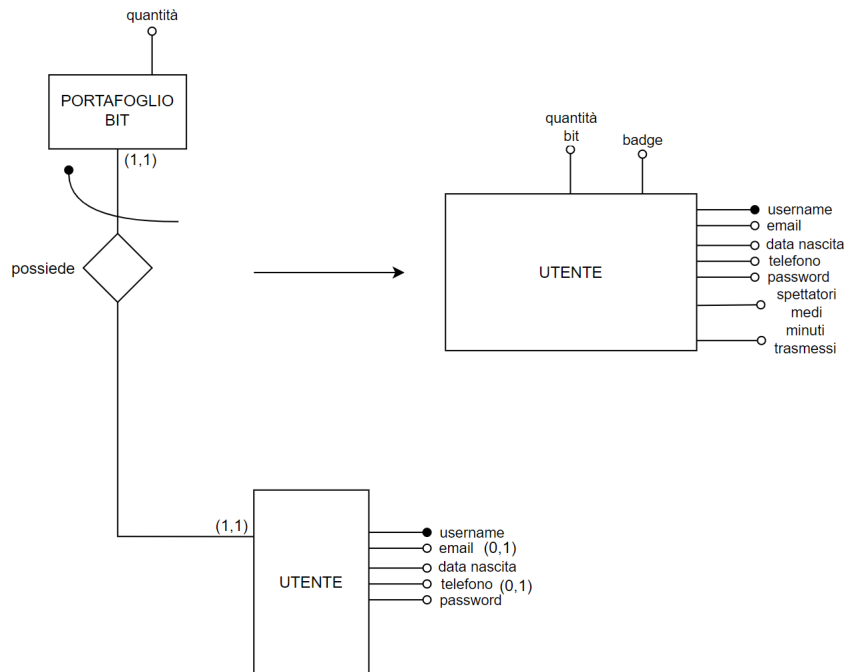 quantità
PORTAFOGLIO
BIT
(1,1)
possiede
quantità
bit
badge
UTENTE
username
email
data nascita
telefono
password
spettatori
medi
minuti
trasmessi
(1,1)
UTENTE
username
email (0,1)
data nascita
telefono (0,1)
password